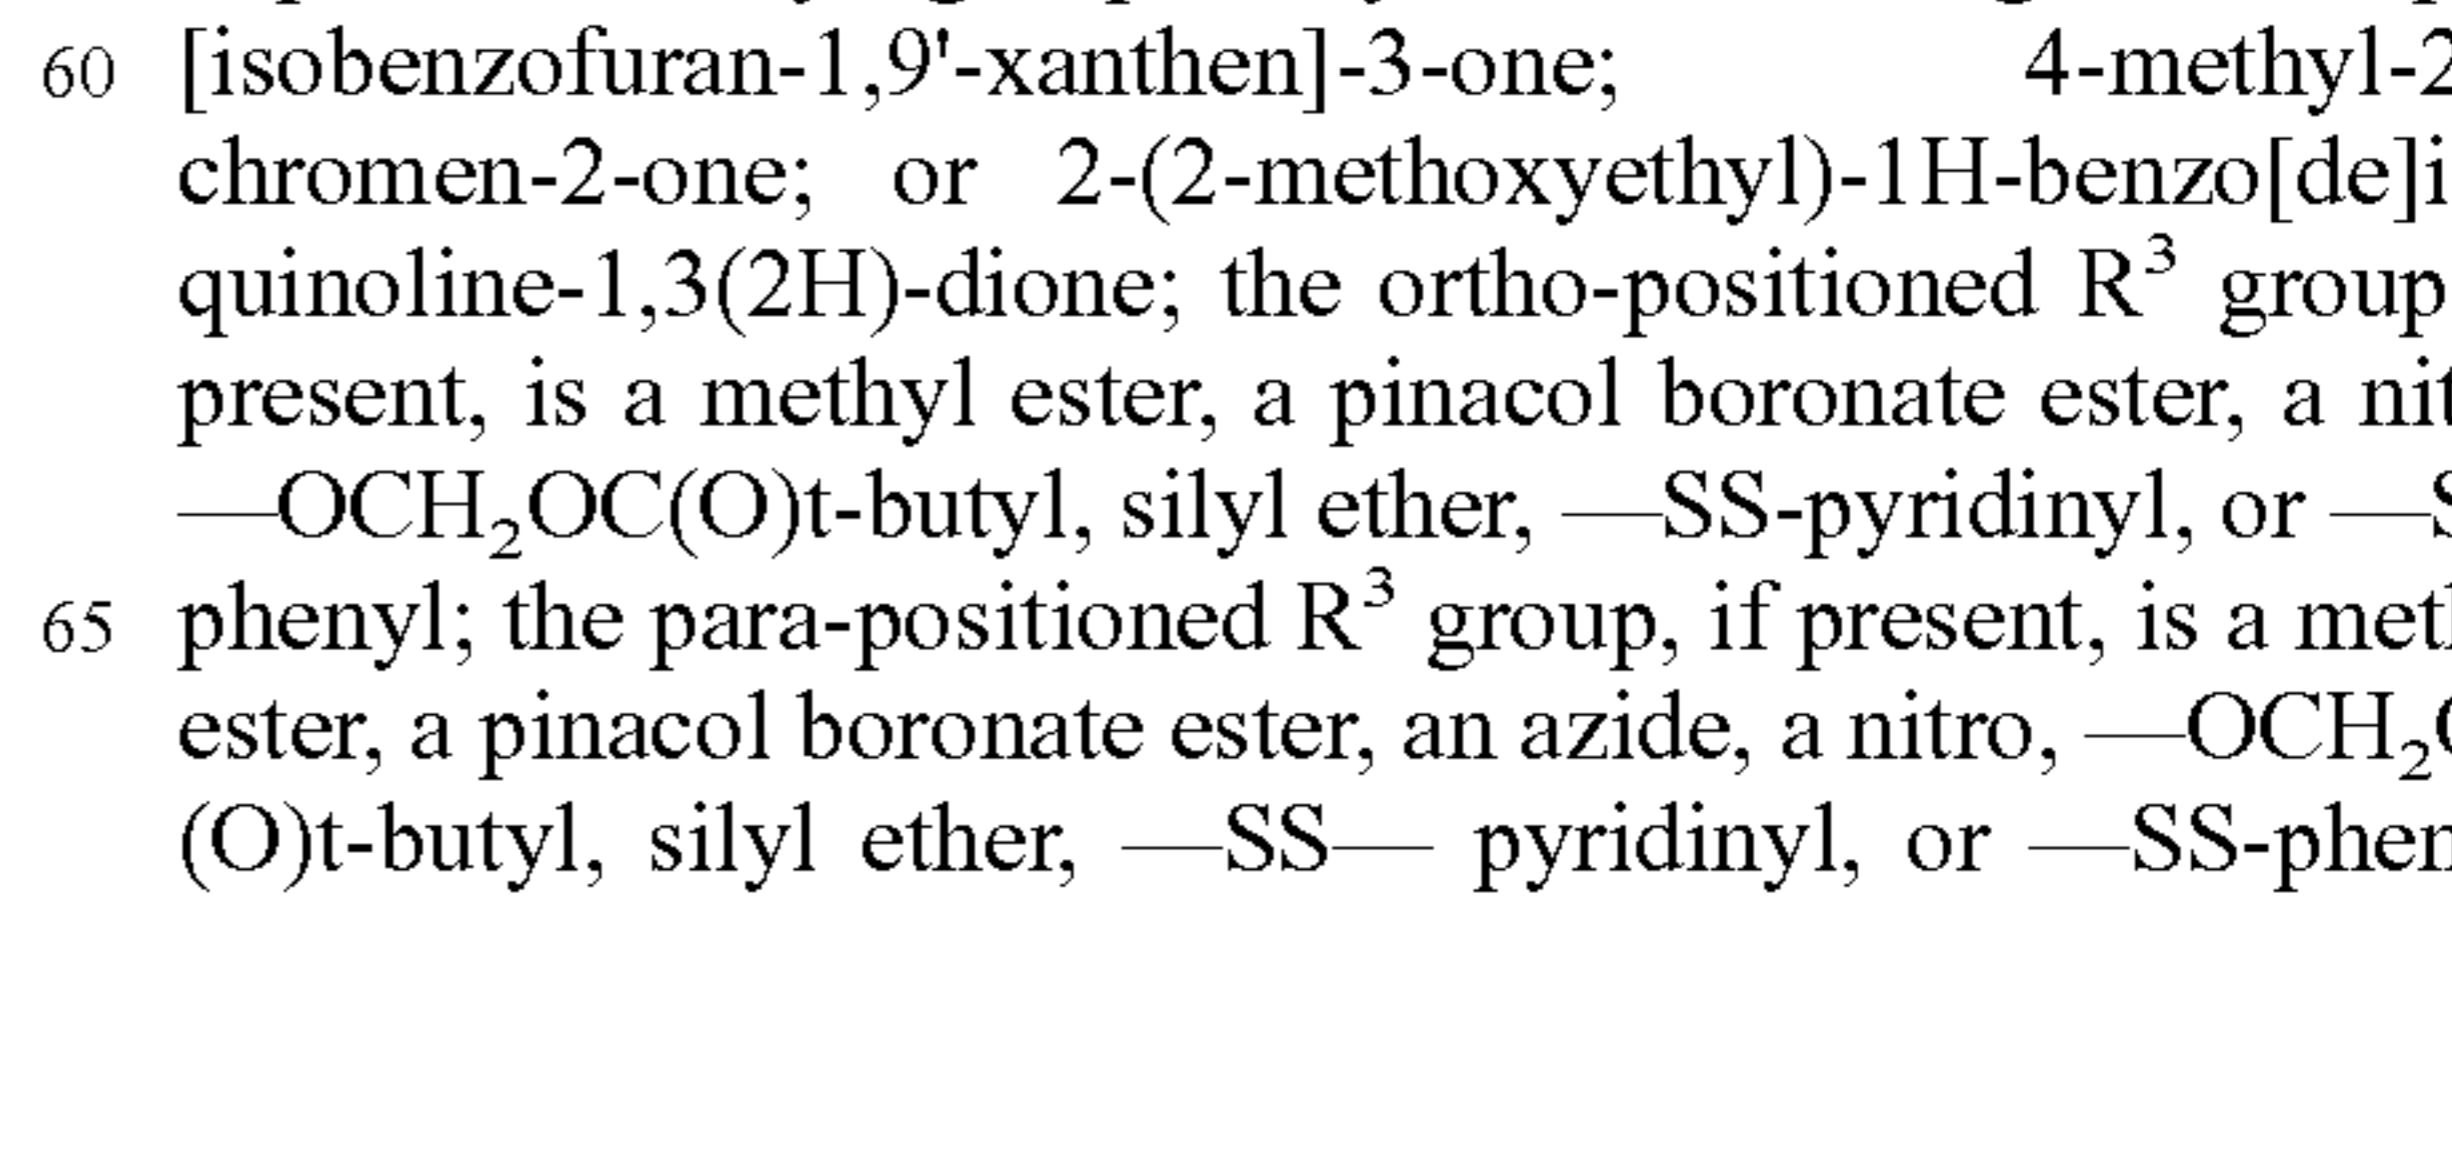 60 [isobenzofuran-1,9'-xanthen]-3-one; 4-methyl-2
chromen-2-one; or 2-(2-methoxyethyl)-1H-benzo[de]i
quinoline-1,3(2H)-dione; the ortho-positioned R³ group
present, is a methyl ester, a pinacol boronate ester, a
—OCH₂OC(O)t-butyl, silyl ether, —SS-pyridinyl, or
65 phenyl; the para-positioned R³ group, if present, is a
ester, a pinacol boronate ester, an azide, a nitro, —OCH₂
(O)t-butyl, silyl ether, —SS— pyridinyl, or —SS-phen